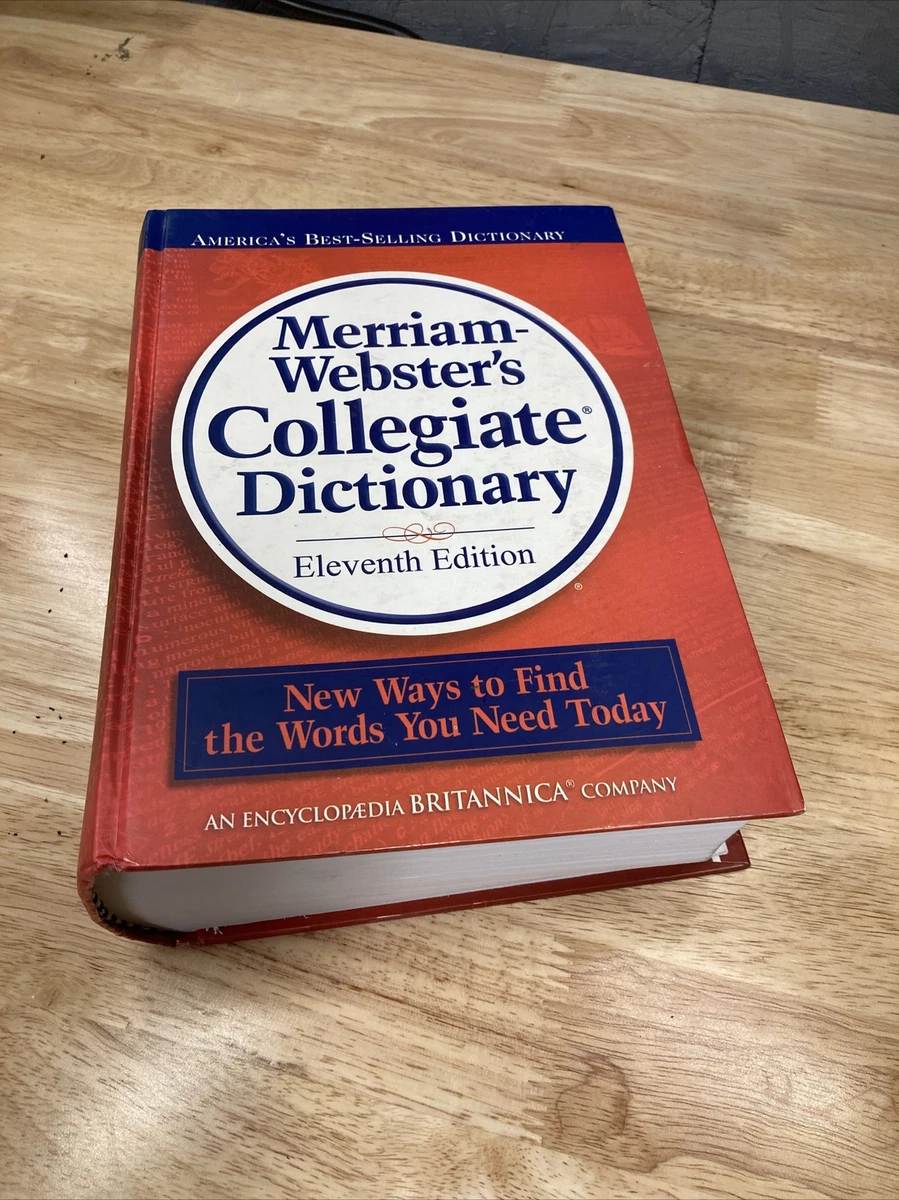 AMERICA'S BEST-SELLING DICTIONARY
Merriam-
Webster's
Collegiate®
Dictionary
Eleventh Edition
®
New Ways to Find
the Words You Need Today
AN ENCYCLOPÆDIA BRITANNICA® COMPANY